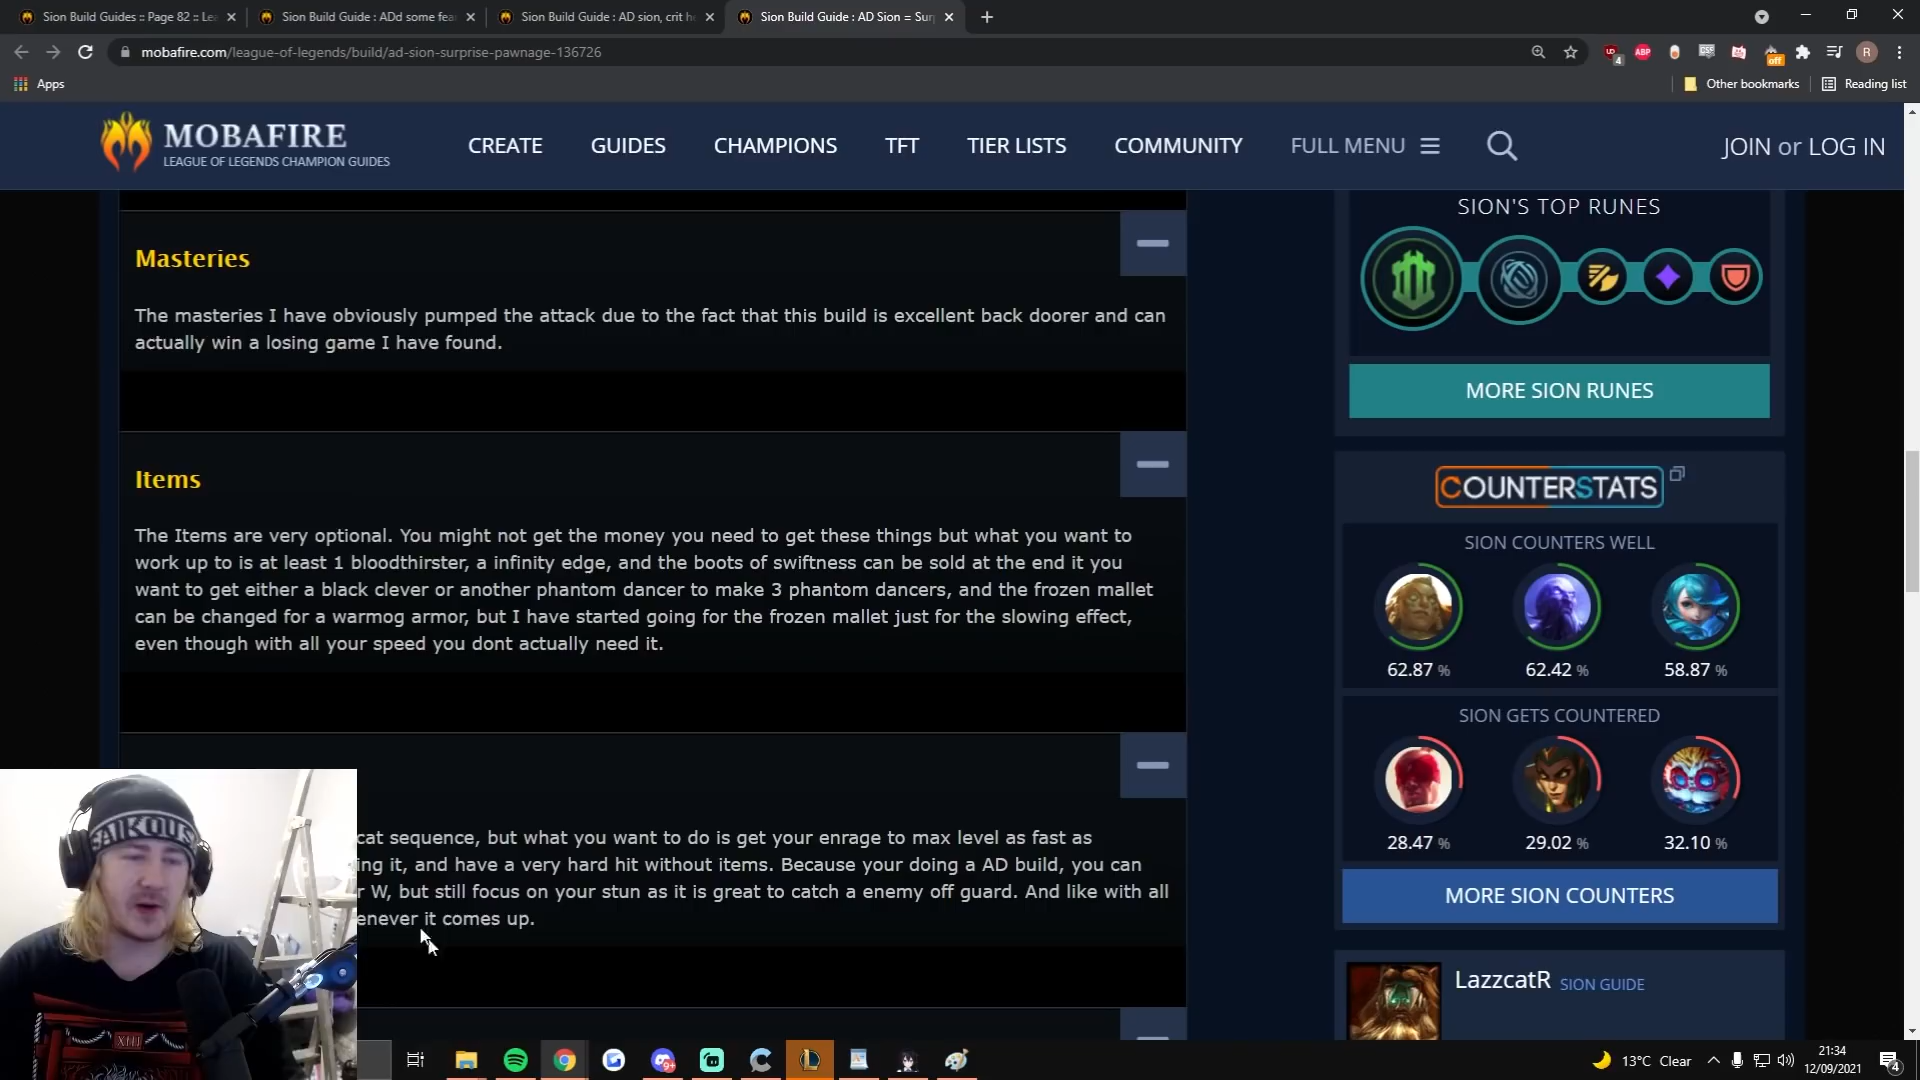 Sion Build Guides :: Page 82 :: Lea
Sion Build Guide : ADd some fea
Sion Build Guide : AD sion, crit h
Sion Build Guide : AD Sion = Sur
mobafire.com/league-of-legends/build/ad-sion-surprise-pawnage-136726
4
ABP
off
R
Apps
Other bookmarks
Reading list
MOBAFIRE
LEAGUE OF LEGENDS CHAMPION GUIDES
CREATE
GUIDES
CHAMPIONS
TFT
TIER LISTS
COMMUNITY
FULL MENU
JOIN or LOG IN
Masteries
The masteries I have obviously pumped the attack due to the fact that this build is excellent back doorer and can
actually win a losing game I have found.
Items
The Items are very optional. You might not get the money you need to get these things but what you want to
work up to is at least 1 bloodthirster, a infinity edge, and the boots of swiftness can be sold at the end it you
want to get either a black clever or another phantom dancer to make 3 phantom dancers, and the frozen mallet
can be changed for a warmog armor, but I have started going for the frozen mallet just for the slowing effect,
even though with all your speed you dont actually need it.
cat sequence, but what you want to do is get your enrage to max level as fast as
ing it, and have a very hard hit without items. Because your doing a AD build, you can
r W, but still focus on your stun as it is great to catch a enemy off guard. And like with all
enever it comes up.
SION'S TOP RUNES
MORE SION RUNES
COUNTERSTATS
SION COUNTERS WELL
62.87 %
62.42 %
58.87 %
SION GETS COUNTERED
28.47 %
29.02 %
32.10 %
MORE SION COUNTERS
LazzcatR SION GUIDE
XIII
13°C Clear
21:34
12/09/2021
4